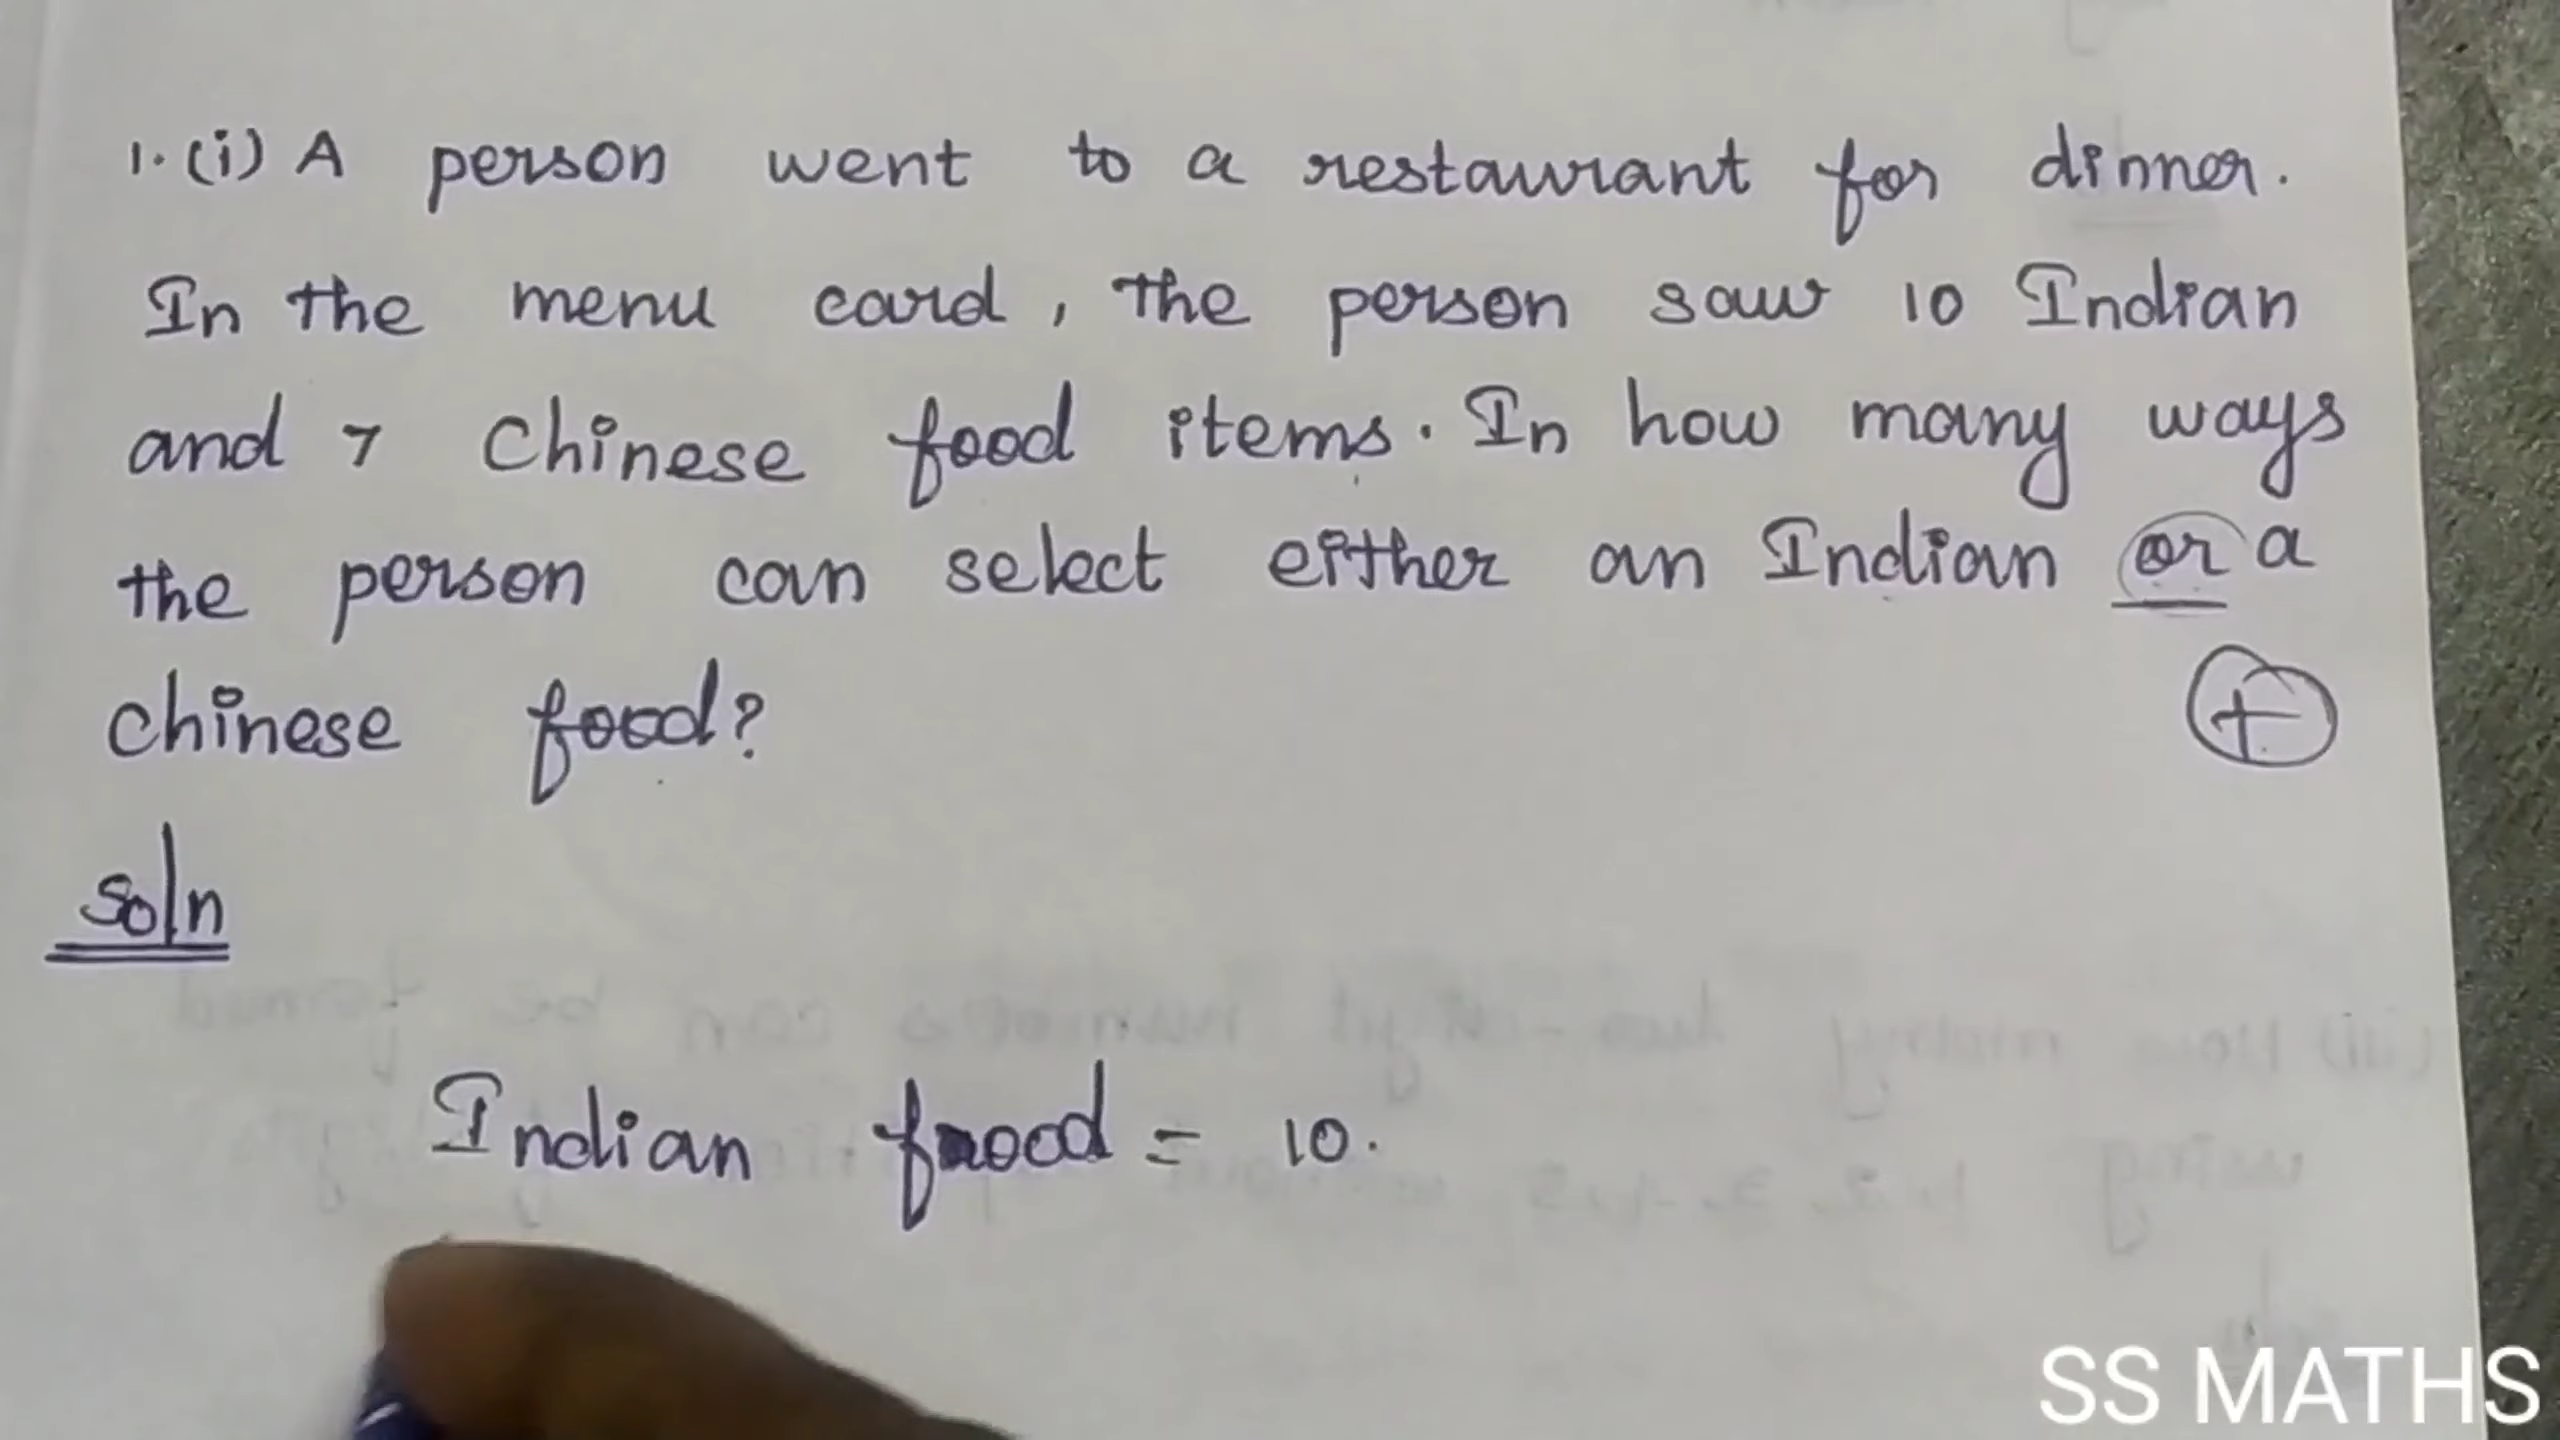 1. (i) A person went to a restaurant for dinner.
In the menu card, the person saw 10 Indian
and 7 Chinese food items. In how many ways
the person can select either an Indian or a
Chinese food?
+
Soln
Indian food = 10.
SS MATHS